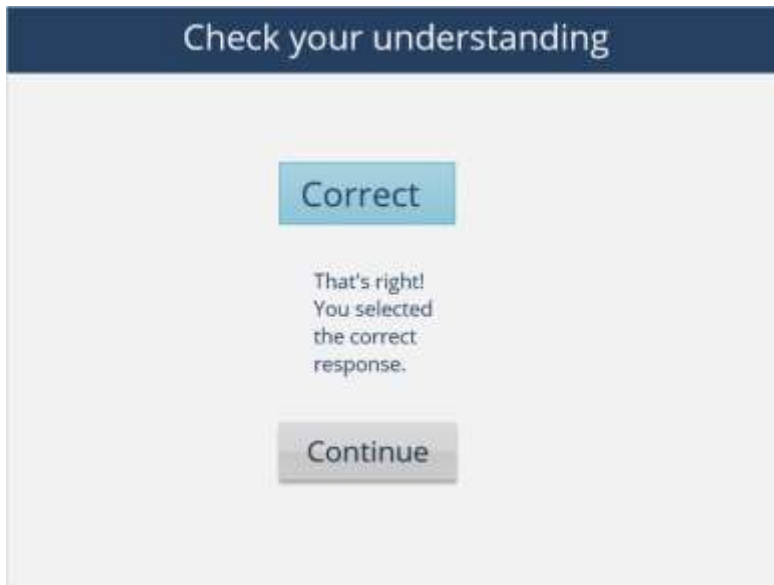 Check your understanding
Correct
That's right!
You selected
the correct
response.
Continue